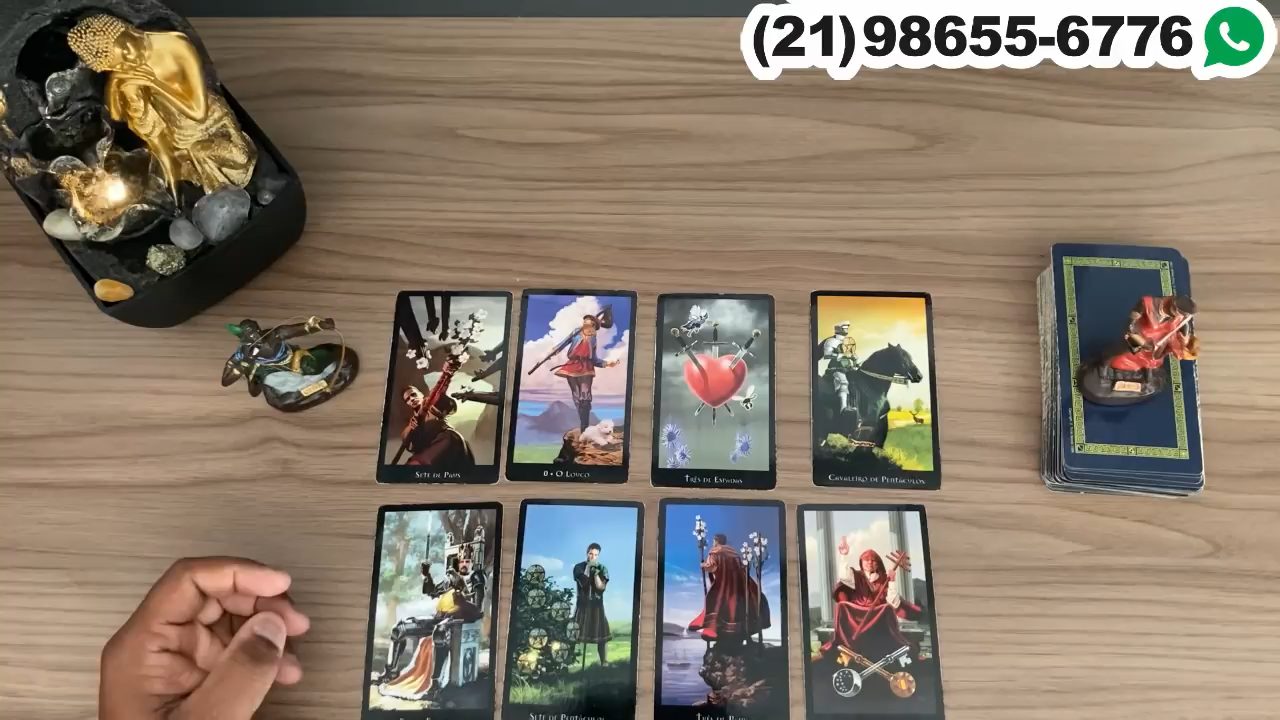 (21)98655-6776
SETE DE PAUS
0 • O LOUCO
TRÊS DE ESPADAS
CAVALEIRO DE PENTÁCULOS
SETE DE PENTÁCULOS
TRÊS DE